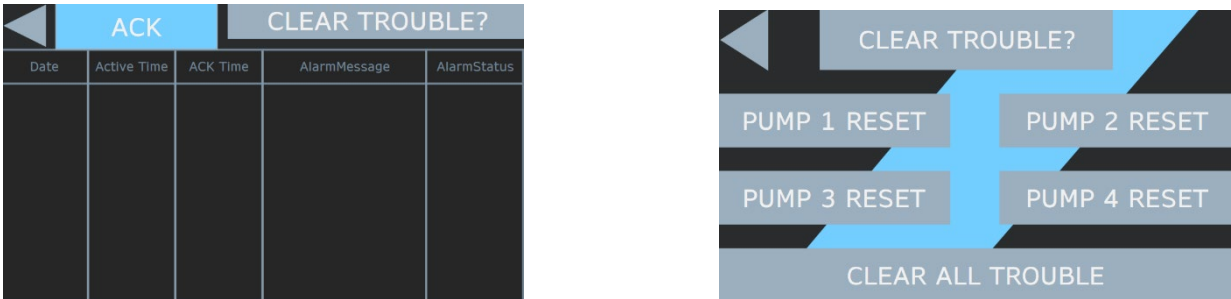 ACK
CLEAR TROUBLE?
Date
Active Time
ACK Time
AlarmMessage
AlarmStatus
CLEAR TROUBLE?
PUMP 1 RESET
PUMP 2 RESET
PUMP 3 RESET
PUMP 4 RESET
CLEAR ALL TROUBLE